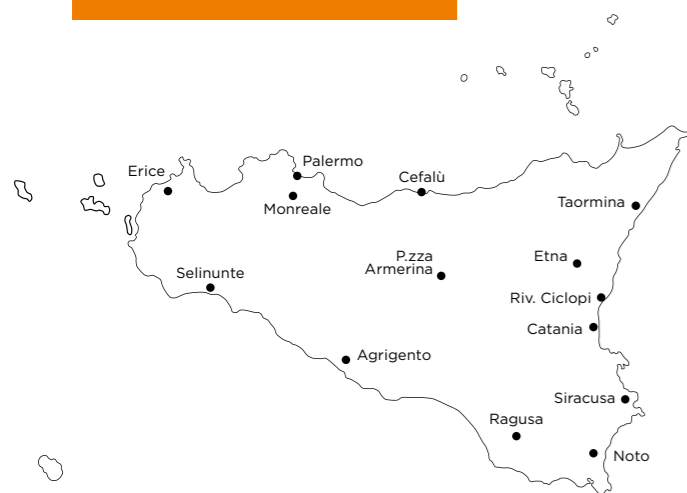 Palermo
Erice
Cefalù
Monreale
Taormina
P.zza
Armerina
Etna
Selinunte
Riv. Ciclopi
Catania
Agrigento
Siracusa
Ragusa
Noto